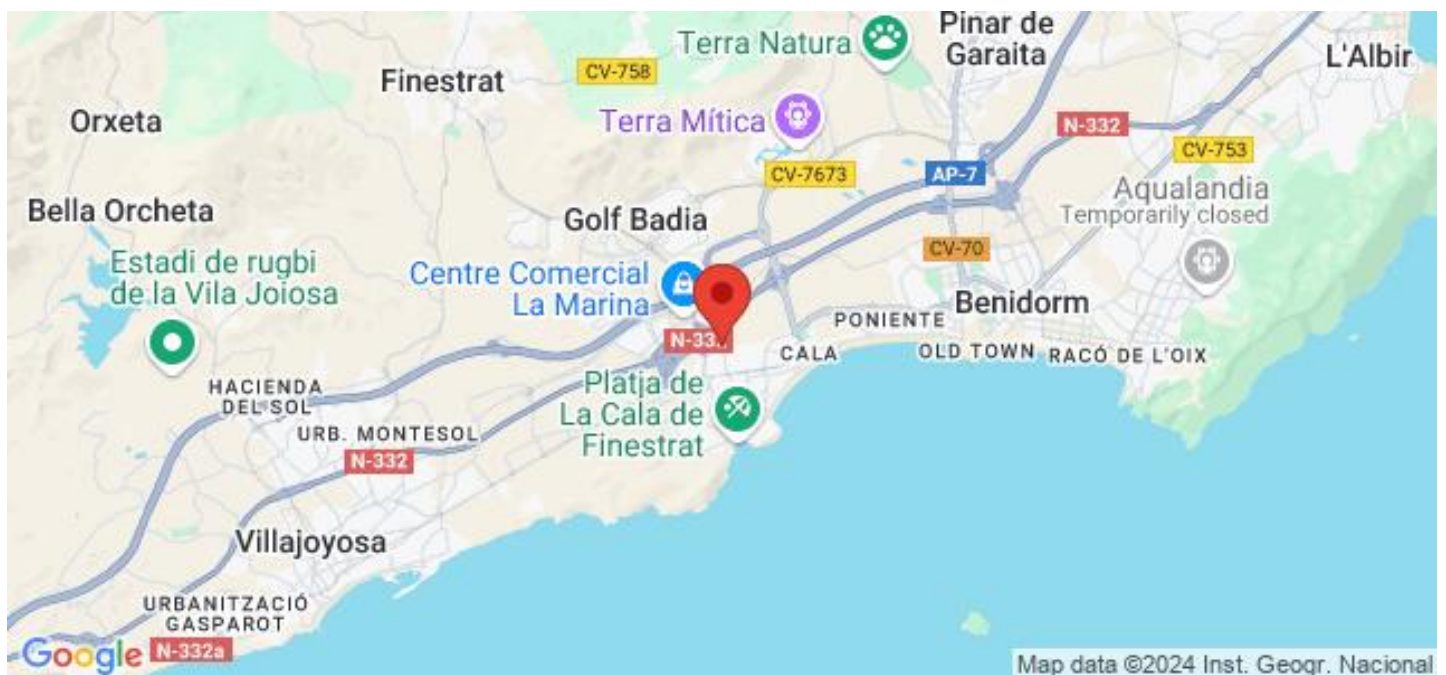 Terra Natura
Pinar de
Garaita
L'Albir
Finestrat
CV-758
Orxeta
Terra Mítica
N-332
CV-753
CV-7673
AP-7
Aqualandia
Temporarily closed
Bella Orcheta
Golf Badia
CV-70
Estadi de rugbi
de la Vila Joiosa
Centre Comercial
La Marina
Benidorm
PONIENTE
CALA
OLD TOWN
RACÓ DE L'OIX
HACIENDA
DEL SOL
Platja de
La Cala de
Finestrat
URB. MONTESOL
N-332
Villajoyosa
URBANITZACIÓ
GASPAROT
N-332a
Google
Map data ©2024 Inst. Geogr. Nacional